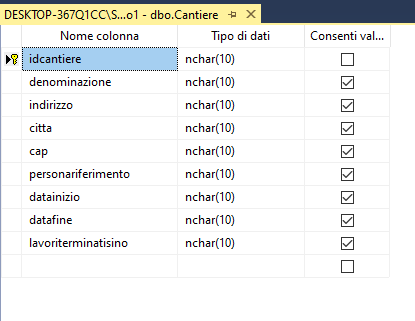 DESKTOP-367Q1CC\S...o1 - dbo.Cantiere
Nome colonna Tipo di dati Consenti val...
idcantiere nchar(10)
denominazione nchar(10)
indirizzo nchar(10)
citta nchar(10)
cap nchar(10)
personariferimento nchar(10)
datainizio nchar(10)
datafine nchar(10)
lavoriterminatisino nchar(10)